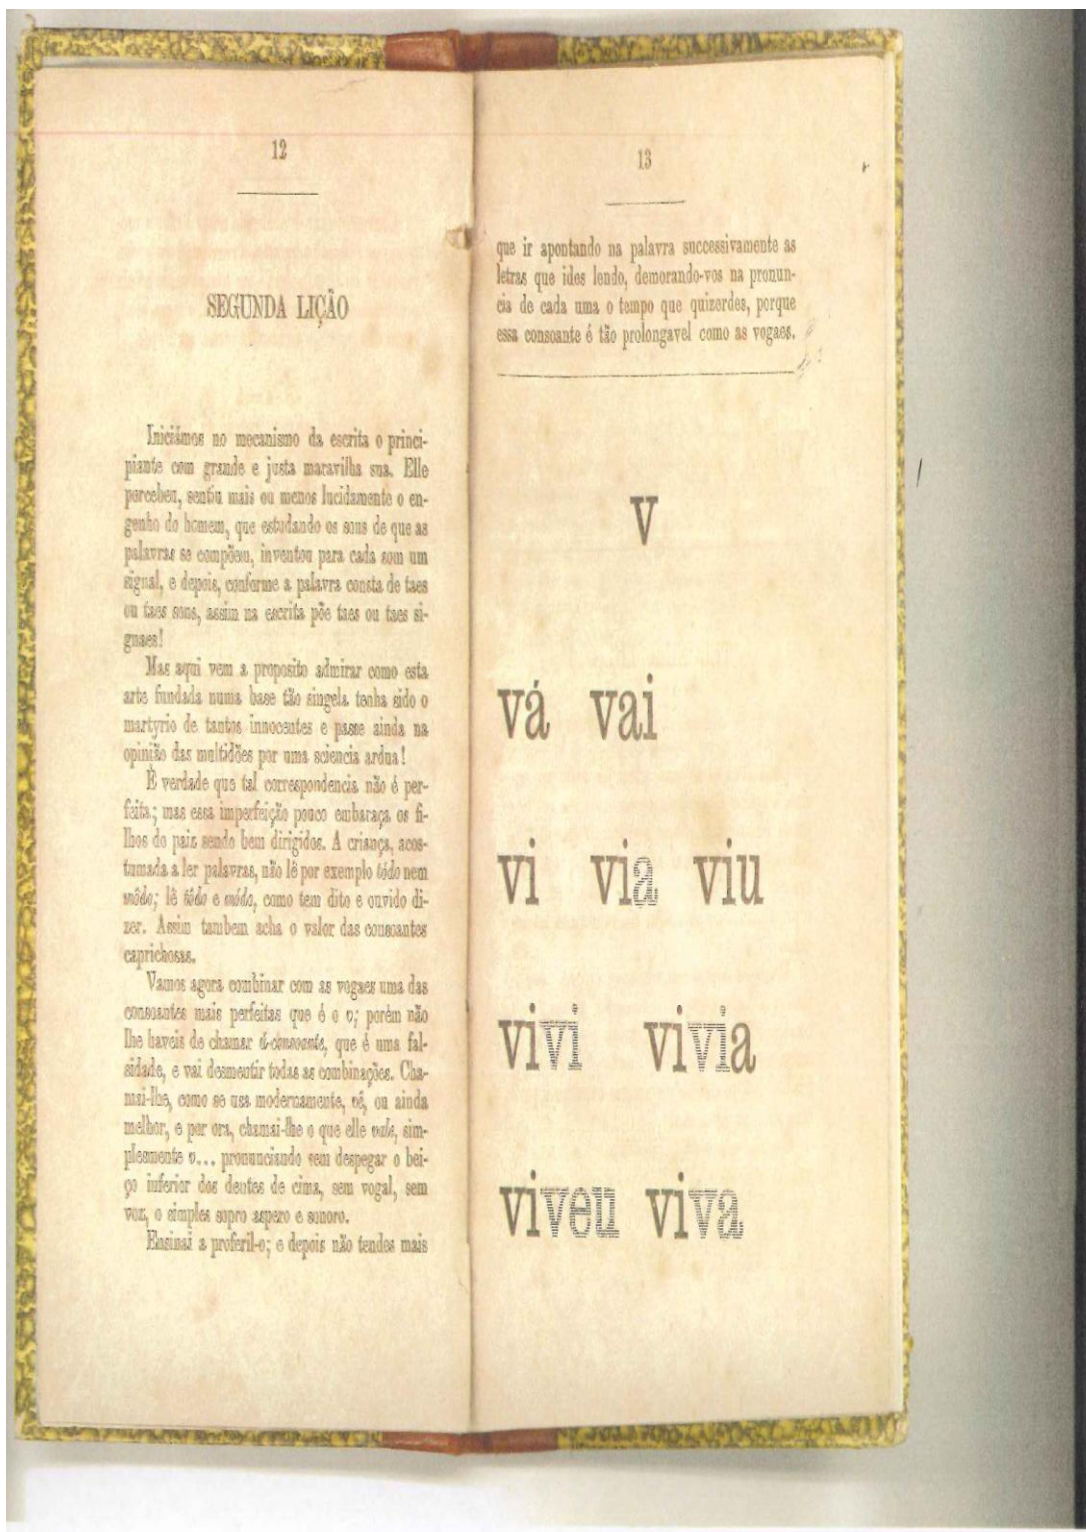 12
SEGUNDA LIÇÃO
Iniciámos no mecanismo da escrita o princi-
piante com grande e justa maravilha sua. Elle
percebeu, sentiu mais ou menos lucidamente o en-
genho do homem, que estudando os sons de que as
palavras se compõem, inventou para cada som um
signal, e depois, conforme a palavra consta de taes
ou taes sons, assim na escrita põe taes ou taes si-
gnaes!
Mas aqui vem a proposito admirar como esta
arte fundada numa base tão singela tenha sido o
martyrio de tantos innocentes e passe ainda na
opinião das multidões por uma sciencia ardua!
É verdade que tal correspondencia não é per-
feita; mas essa imperfeição pouco embaraça os fi-
lhos do paiz sendo bem dirigidos. A criança, acos-
tumada a ler palavras, não lê por exemplo tódo nem
môdo; lê tôdo e módo, como tem dito e ouvido di-
zer. Assim tambem acha o valor das consoantes
caprichosas.
Vamos agora combinar com as vogaes uma das
consoantes mais perfeitas que é o v; porém não
lhe haveis de chamar ú-consoante, que é uma fal-
sidade, e vai desmentir todas as combinações. Cha-
mai-lhe, como se usa modernamente, vê, ou ainda
melhor, e por ora, chamai-lhe o que elle vale, sim-
plesmente v... pronunciando sem despegar o bei-
ço inferior dos dentes de cima, sem vogal, sem
voz, o simples sopro aspero e sonoro.
Ensinai a proferil-o; e depois não tendes mais
13
que ir apontando na palavra successivamente as
letras que ides lendo, demorando-vos na pronun-
cia de cada uma o tempo que quizerdes, porque
essa consoante é tão prolongavel como as vogaes.
v
vá vai
vi via viu
vivi vivia
viveu viva